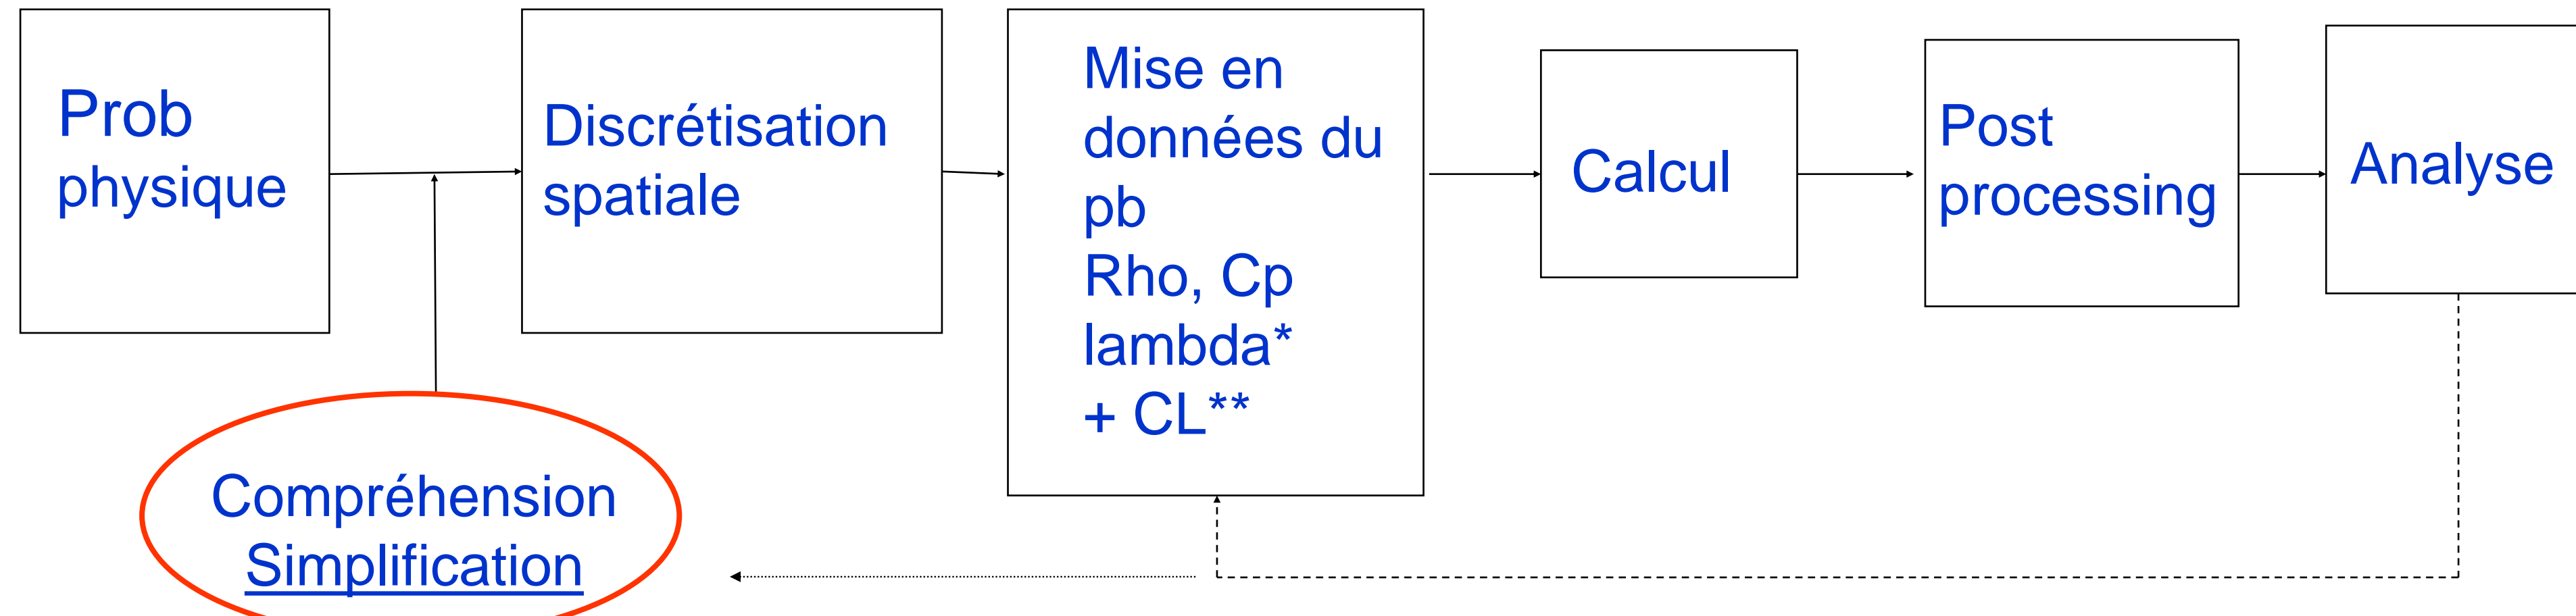 Prob
physique
Discrétisation
spatiale
Mise en
données du
pb
Rho, Cp
lambda*
+ CL**
Calcul
Post
processing
Analyse
Compréhension
Simplification